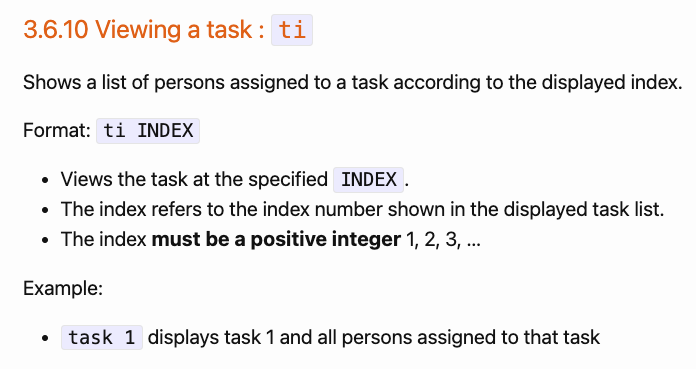 3.6.10 Viewing a task : ti
Shows a list of persons assigned to a task according to the displayed index.
Format: ti INDEX
• Views the task at the specified INDEX .
• The index refers to the index number shown in the displayed task list.
• The index must be a positive integer 1, 2, 3, …
Example:
• task 1 displays task 1 and all persons assigned to that task